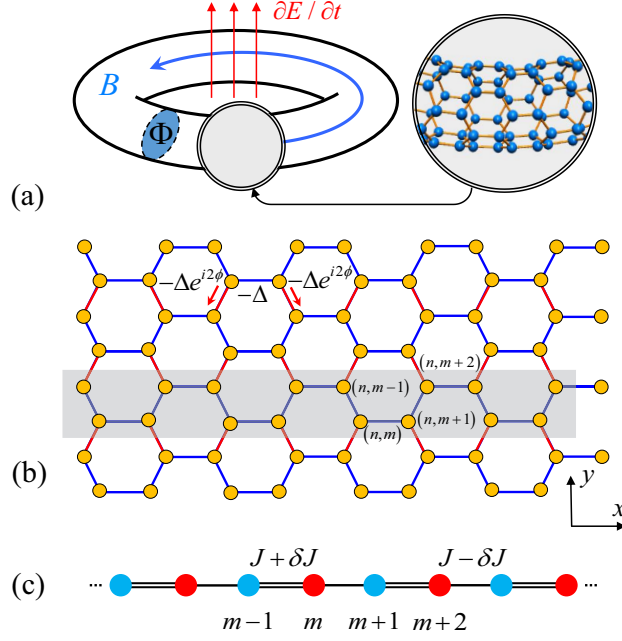 ∂E / ∂t
B
Φ
(a)
−Δe^{i2ϕ}
−Δ
−Δe^{i2ϕ}
(n, m + 2)
(n, m − 1)
(n, m)
(n, m + 1)
(b)
y
x
J + δJ
J − δJ
(c)
...
...
m − 1
m
m + 1
m + 2